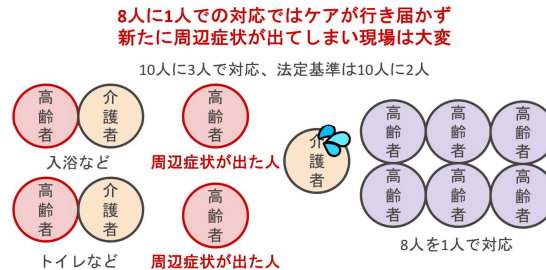 8人に1人での対応ではケアが行き届かず
新たに周辺症状が出てしまい現場は大変
10人に3人で対応、法定基準は10人に2人
高齢者
介護者
入浴など
高齢者
周辺症状が出た人
高齢者
介護者
トイレなど
高齢者
周辺症状が出た人
介護者
高齢者
高齢者
高齢者
高齢者
高齢者
高齢者
8人を1人で対応